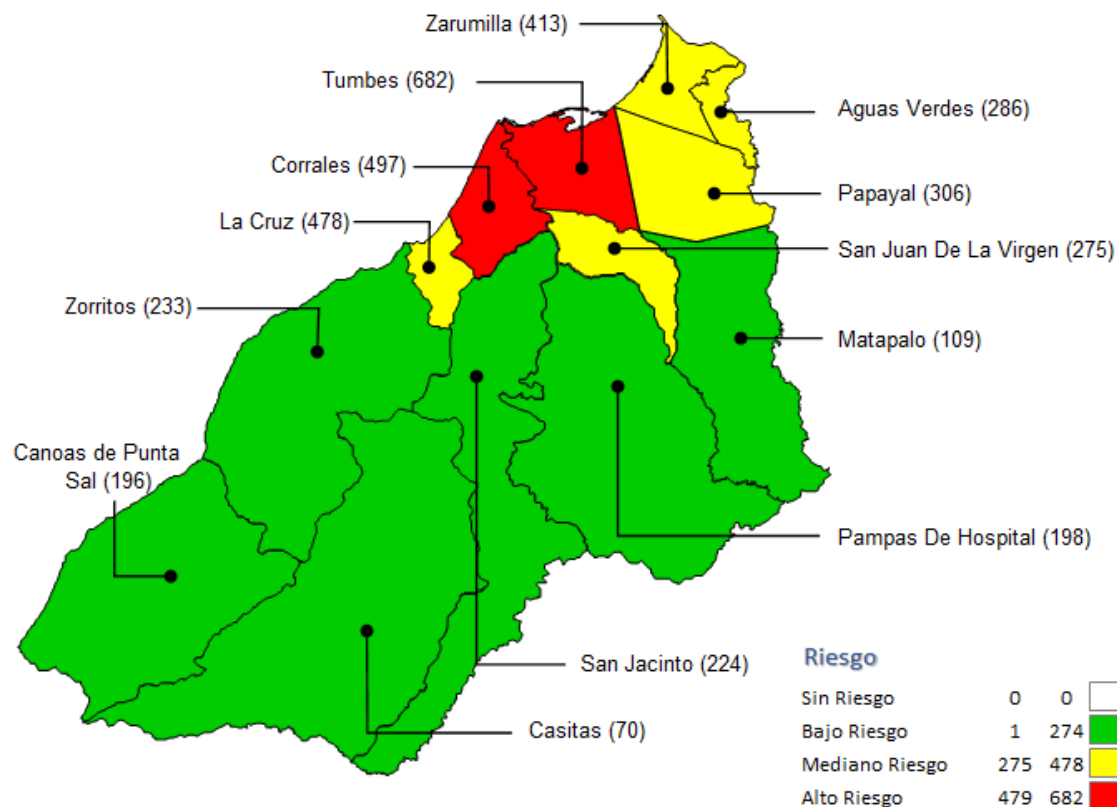 Zarumilla (413)
Tumbes (682)
Aguas Verdes (286)
Corrales (497)
Papayal (306)
La Cruz (478)
San Juan De La Virgen (275)
Zorritos (233)
Matapalo (109)
Canoas de Punta
Sal (196)
Pampas De Hospital (198)
San Jacinto (224)
Casitas (70)
Riesgo
Sin Riesgo 0 0
Bajo Riesgo 1 274
Mediano Riesgo 275 478
Alto Riesgo 479 682